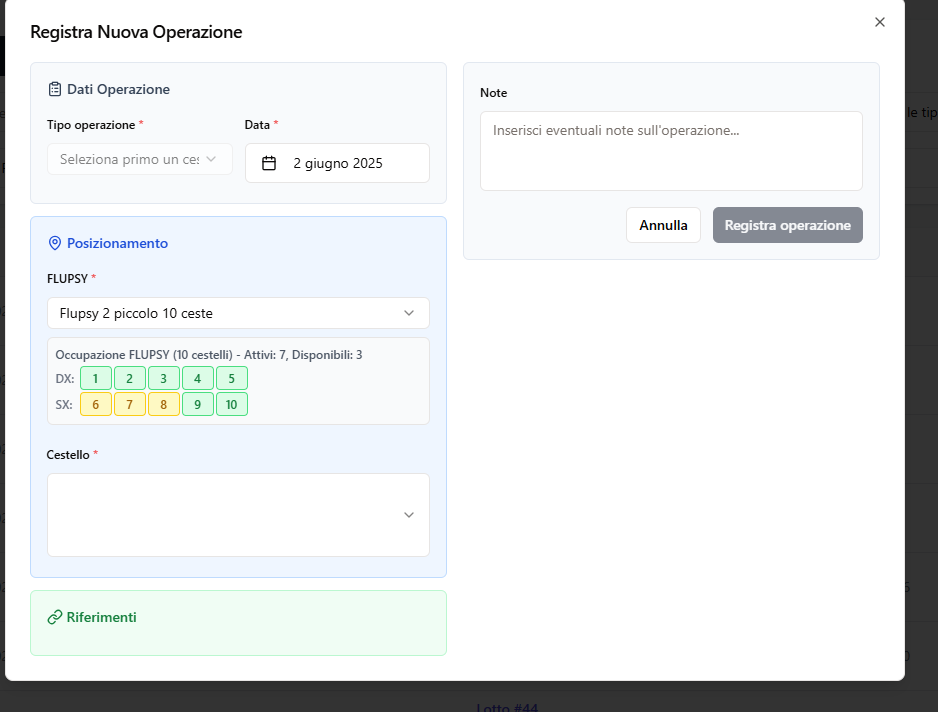 Registra Nuova Operazione
Dati Operazione
Tipo operazione *
Data *
Seleziona primo un ces
2 giugno 2025
Posizionamento
FLUPSY *
Flupsy 2 piccolo 10 ceste
Occupazione FLUPSY (10 cestelli) - Attivi: 7, Disponibili: 3
DX: 1 2 3 4 5
SX: 6 7 8 9 10
Cestello *
Riferimenti
Note
Inserisci eventuali note sull'operazione...
Annulla
Registra operazione
le tip
Lotto #44